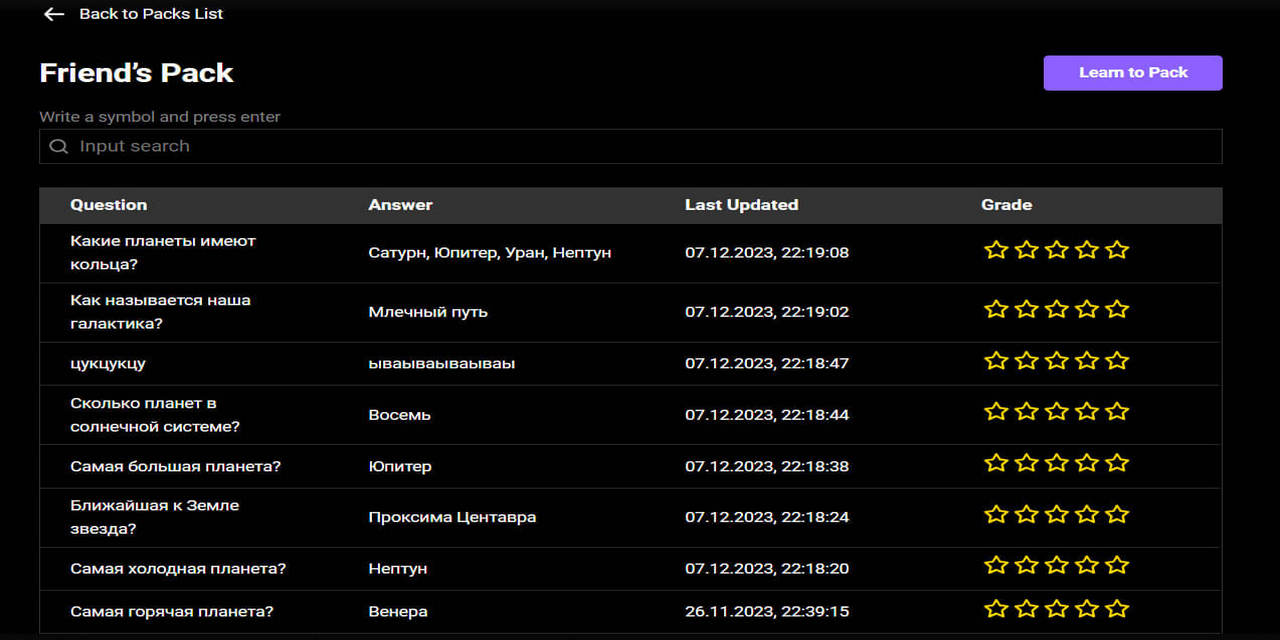 Back to Packs List
Friend's Pack
Learn to Pack
Write a symbol and press enter
Input search
Question Answer Last Updated Grade
Какие планеты имеют
кольца?
Сатурн, Юпитер, Уран, Нептун 07.12.2023, 22:19:08
Как называется наша
галактика?
Млечный путь 07.12.2023, 22:19:02
цукцукцу ываываываываы 07.12.2023, 22:18:47
Сколько планет в
солнечной системе?
Восемь 07.12.2023, 22:18:44
Самая большая планета? Юпитер 07.12.2023, 22:18:38
Ближайшая к Земле
звезда?
Проксима Центавра 07.12.2023, 22:18:24
Самая холодная планета? Нептун 07.12.2023, 22:18:20
Самая горячая планета? Венера 26.11.2023, 22:39:15